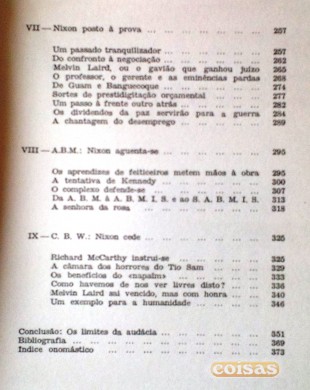 VII — Nixon posto à prova ... ... ... ... ... ... 257
Um passado tranquilizador ... ... ... ... ... 257
Do confronto à negociação ... ... ... ... ... 262
Melvin Laird, ou o gavião que ganhou juízo 265
O professor, o gerente e as eminências pardas 268
De Guam e Banguecoque ... ... ... ... ... 274
Sortes de prestidigitação orçamental ... ... 277
Um passo à frente outro atrás ... ... ... ... 282
Os dividendos da paz servirão para a guerra 284
A chantagem do desemprego ... ... ... ... 289
VIII — A.B.M.: Nixon aguenta-se ... ... ... ... ... 295
Os aprendizes de feiticeiros metem mãos à obra 295
A tentativa de Kennedy ... ... ... ... ... 300
O complexo defende-se ... ... ... ... ... 307
Da A. B. M. à A. B. M. I. S. e ao S. A. B. M. I. S. 313
A senhora da rosa ... ... ... ... ... ... 318
IX — C. B. W.: Nixon cede ... ... ... ... ... ... 325
Richard McCarthy instrui-se ... ... ... ... 325
A câmara dos horrores do Tio Sam ... ... 329
Os benefícios do «napalm» ... ... ... ... 333
Como havemos de nos ver livres disto? ... ... 336
Melvin Laird sai vencido, mas com honra ... 340
Um exemplo para a humanidade ... ... ... 346
Conclusão: Os limites da audácia ... ... ... ... 351
Bibliografia ... ... ... ... ... ... ... ... 369
Índice onomástico ... ... ... ... ... ... ... 373
coisas